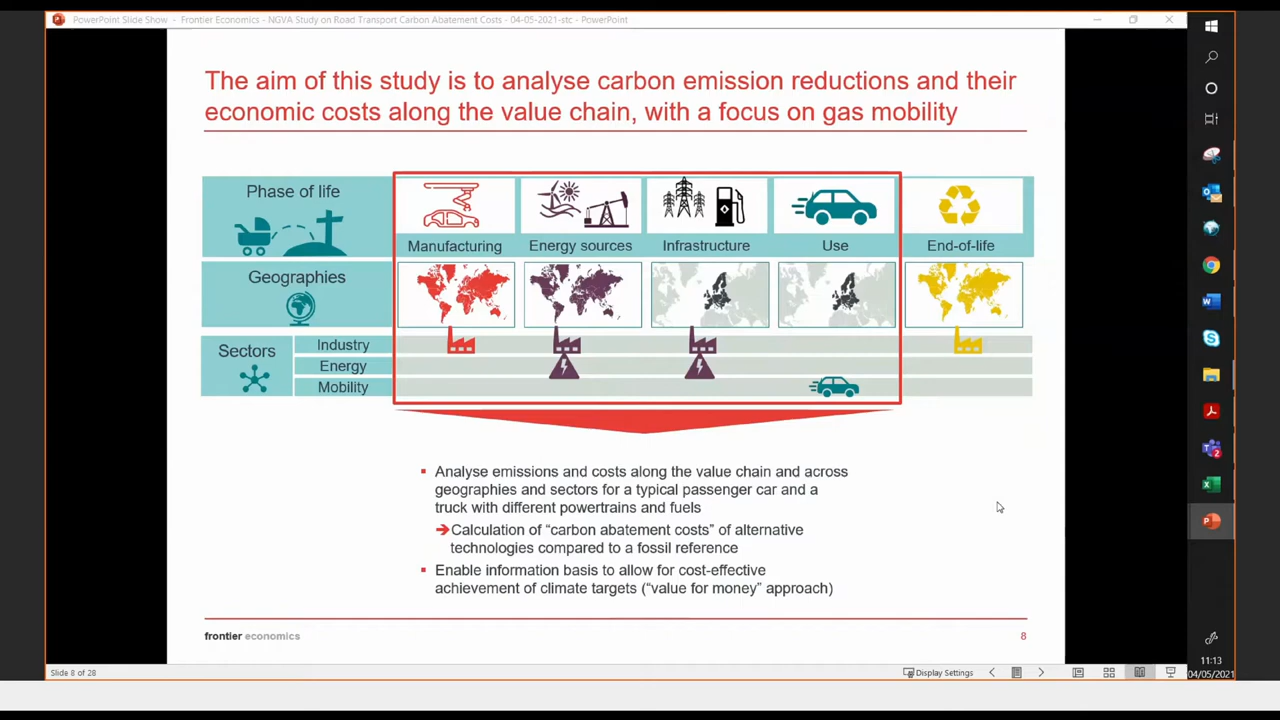 PowerPoint Slide Show - Frontier Economics - NGVA Study on Road Transport Carbon Abatement Costs - 04-05-2021-stc - PowerPoint
The aim of this study is to analyse carbon emission reductions and their
economic costs along the value chain, with a focus on gas mobility
Phase of life
Manufacturing
Energy sources
Infrastructure
Use
End-of-life
Geographies
Sectors
Industry
Energy
Mobility
▪ Analyse emissions and costs along the value chain and across
geographies and sectors for a typical passenger car and a
truck with different powertrains and fuels
➔Calculation of “carbon abatement costs” of alternative
technologies compared to a fossil reference
▪ Enable information basis to allow for cost-effective
achievement of climate targets (“value for money” approach)
frontier economics
8
Slide 8 of 28
Display Settings
11:13
04/05/2021